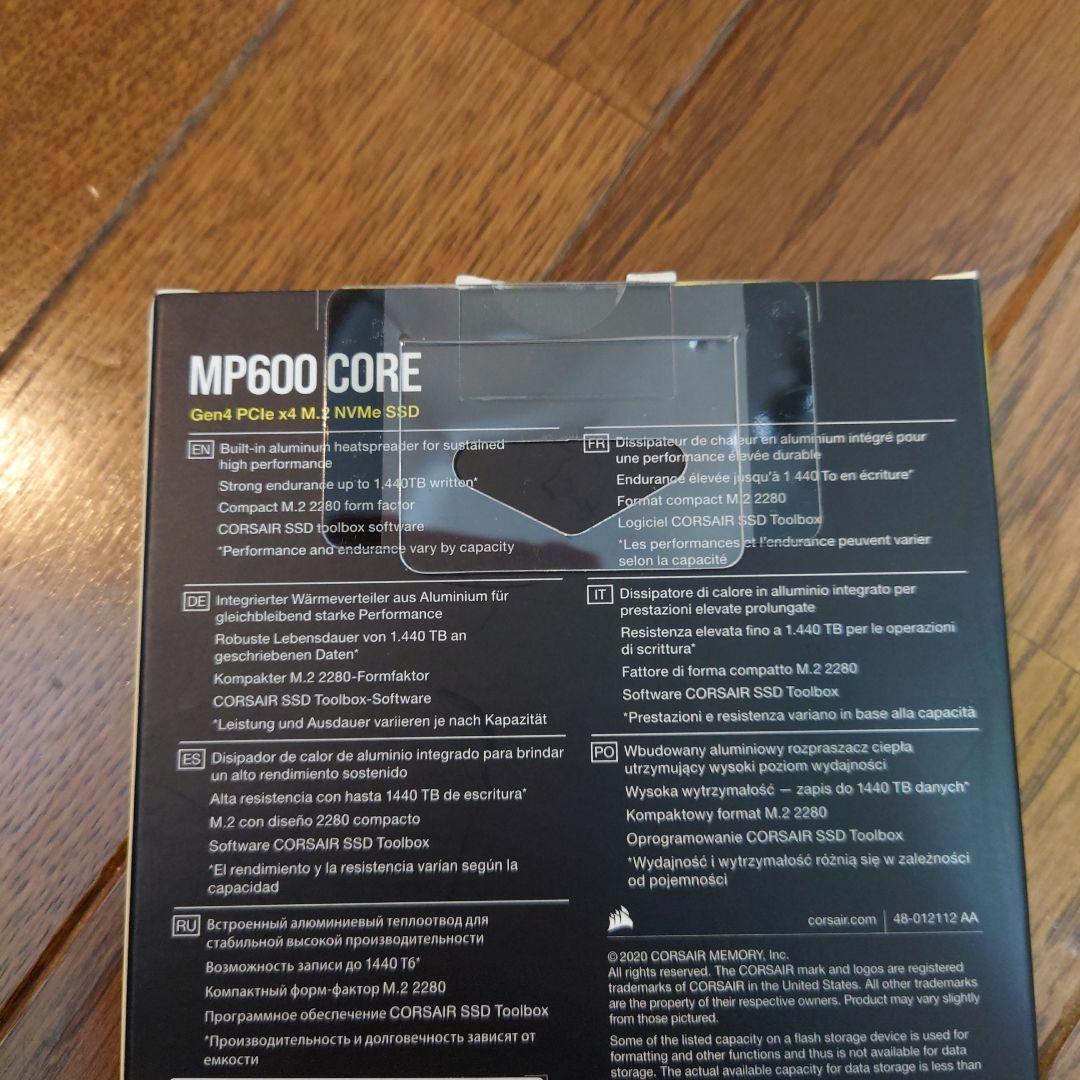 MP600 CORE
Gen4 PCIe x4 M.2 NVMe SSD
EN Built-in aluminum heatspreader for sustained
high performance
Strong endurance up to 1.440TB written*
Compact M.2 2280 form factor
CORSAIR SSD toolbox software
*Performance and endurance vary by capacity
FR Dissipateur de chaleur en aluminium intégré pour
une performance élevée durable
Endurance élevée jusqu'à 1 440 To en écriture*
Format compact M.2 2280
Logiciel CORSAIR SSD Toolbox
*Les performances et l'endurance peuvent varier
selon la capacité
DE Integrierter Wärmeverteiler aus Aluminium für
gleichbleibend starke Performance
Robuste Lebensdauer von 1.440 TB an
geschriebenen Daten*
Kompakter M.2 2280-Formfaktor
CORSAIR SSD Toolbox-Software
*Leistung und Ausdauer variieren je nach Kapazität
IT Dissipatore di calore in alluminio integrato per
prestazioni elevate prolungate
Resistenza elevata fino a 1.440 TB per le operazioni
di scrittura*
Fattore di forma compatto M.2 2280
Software CORSAIR SSD Toolbox
*Prestazioni e resistenza variano in base alla capacità
ES Disipador de calor de aluminio integrado para brindar
un alto rendimiento sostenido
Alta resistencia con hasta 1440 TB de escritura*
M.2 con diseño 2280 compacto
Software CORSAIR SSD Toolbox
*El rendimiento y la resistencia varían según la
capacidad
PO Wbudowany aluminiowy rozpraszacz ciepła
utrzymujący wysoki poziom wydajności
Wysoka wytrzymałość — zapis do 1440 TB danych*
Kompaktowy format M.2 2280
Oprogramowanie CORSAIR SSD Toolbox
*Wydajność i wytrzymałość różnią się w zależności
od pojemności
RU Встроенный алюминиевый теплоотвод для
стабильной высокой производительности
Возможность записи до 1440 Тб*
Компактный форм-фактор M.2 2280
Программное обеспечение CORSAIR SSD Toolbox
*Производительность и долговечность зависят от
емкости
corsair.com | 48-012112 AA
©2020 CORSAIR MEMORY, Inc.
All rights reserved. The CORSAIR mark and logos are registered
trademarks of CORSAIR in the United States. All other trademarks
are the property of their respective owners. Product may vary slightly
from those pictured.
Some of the listed capacity on a flash storage device is used for
formatting and other functions and thus is not available for data
storage. The actual available capacity for data storage is less than